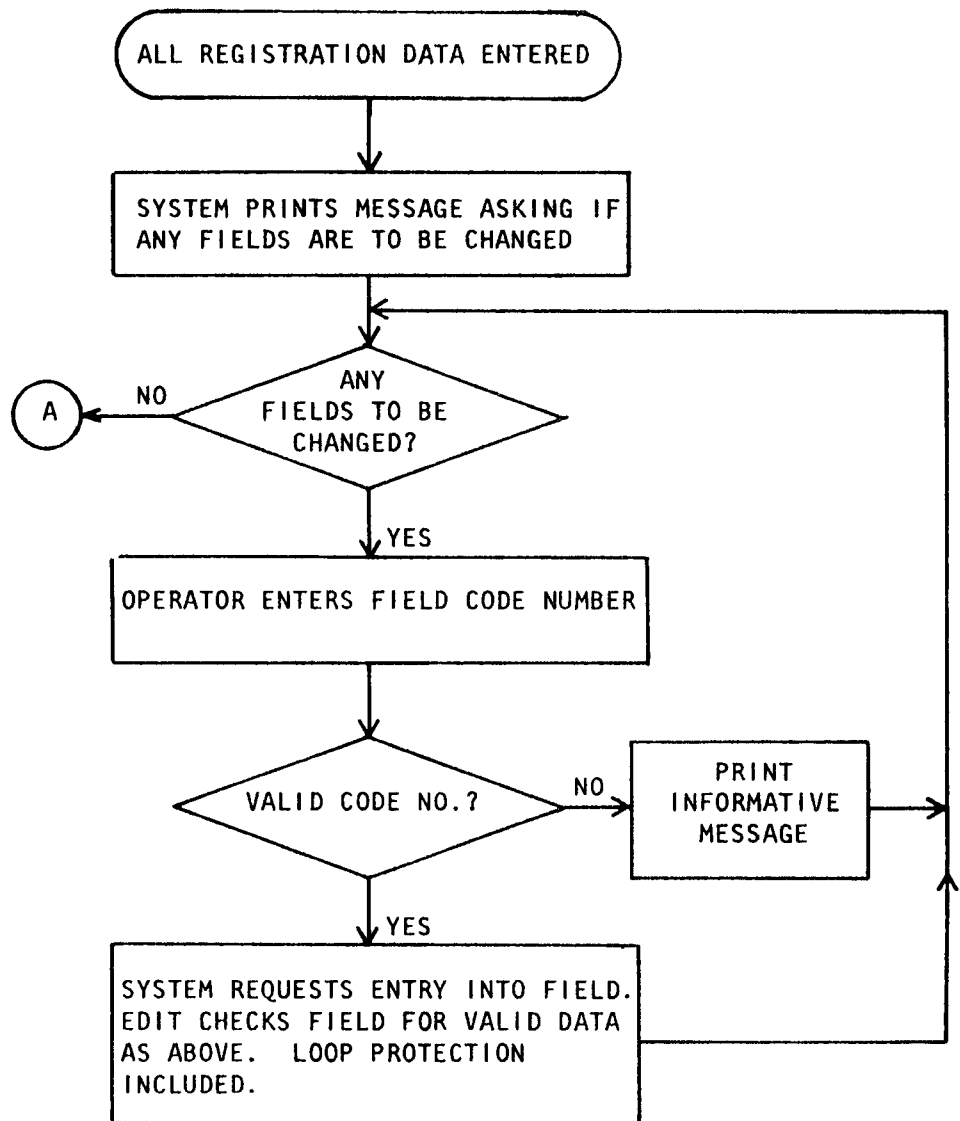 ALL REGISTRATION DATA ENTERED
SYSTEM PRINTS MESSAGE ASKING IF
ANY FIELDS ARE TO BE CHANGED
ANY
FIELDS TO BE
CHANGED?
NO
A
YES
OPERATOR ENTERS FIELD CODE NUMBER
VALID CODE NO.?
NO
PRINT
INFORMATIVE
MESSAGE
YES
SYSTEM REQUESTS ENTRY INTO FIELD.
EDIT CHECKS FIELD FOR VALID DATA
AS ABOVE. LOOP PROTECTION
INCLUDED.